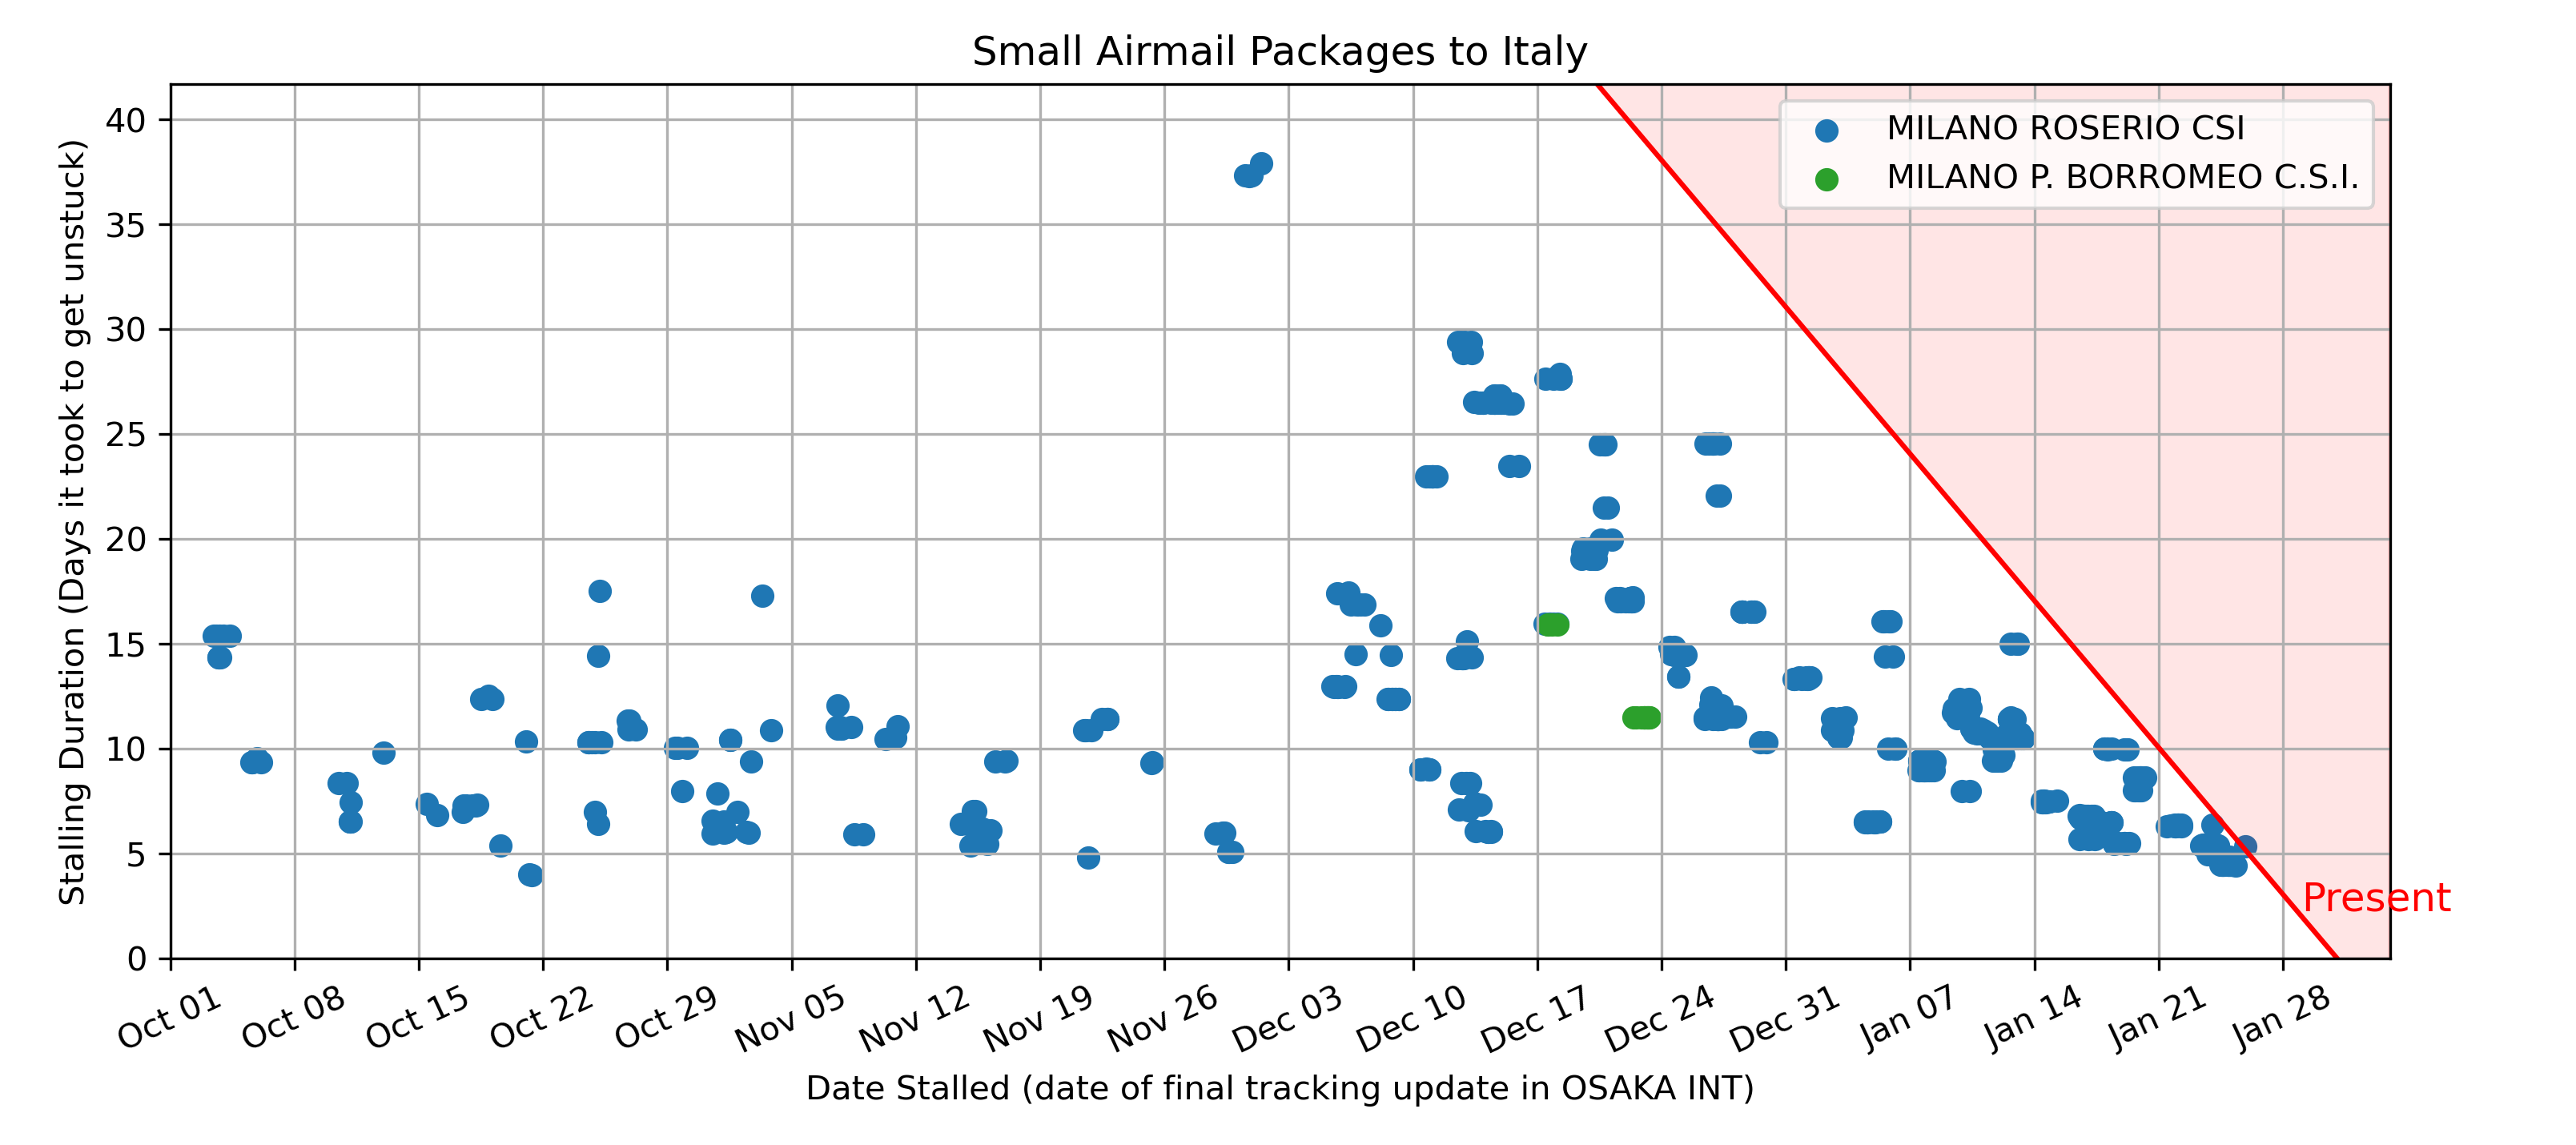 Small Airmail Packages to Italy
Stalling Duration (Days it took to get unstuck)
40
35
30
25
20
15
10
5
0
MILANO ROSERIO CSI
MILANO P. BORROMEO C.S.I.
Present
Oct 01
Oct 08
Oct 15
Oct 22
Oct 29
Nov 05
Nov 12
Nov 19
Nov 26
Dec 03
Dec 10
Dec 17
Dec 24
Dec 31
Jan 07
Jan 14
Jan 21
Jan 28
Date Stalled (date of final tracking update in OSAKA INT)